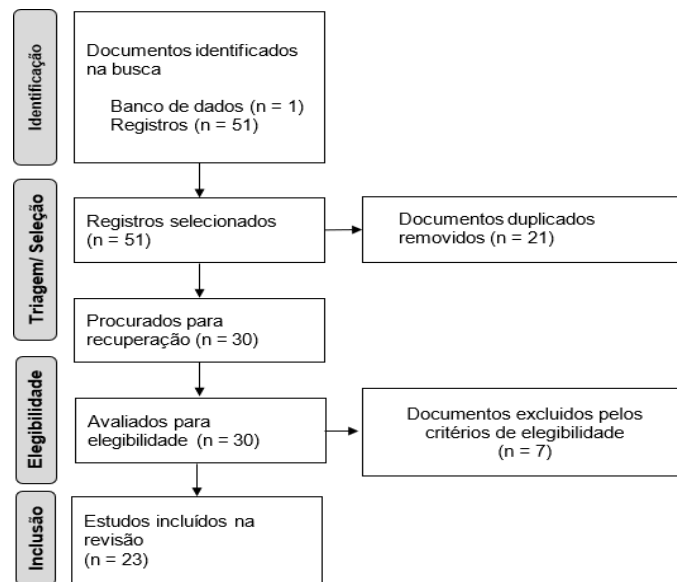 Identificação
Documentos identificados
na busca
Banco de dados (n = 1)
Registros (n = 51)
Triagem/ Seleção
Registros selecionados
(n = 51)
Documentos duplicados
removidos (n = 21)
Procurados para
recuperação (n = 30)
Elegibilidade
Avaliados para
elegibilidade (n = 30)
Documentos excluidos pelos
critérios de elegibilidade
(n = 7)
Inclusão
Estudos incluídos na
revisão
(n = 23)